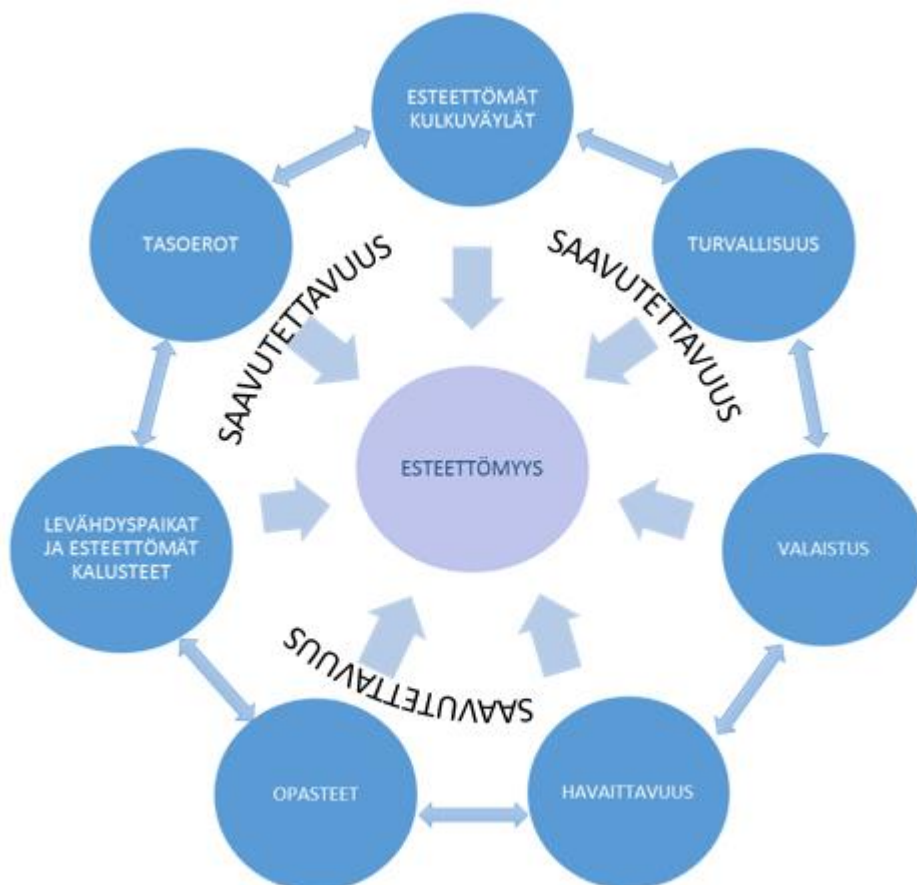 ESTEETTÖMÄT
KULKUVÄYLÄT
TASOEROT
TURVALLISUUS
SAAVUTETTAVUUS
SAAVUTETTAVUUS
ESTEETTÖMYYS
LEVÄHDYSPAIKAT
JA ESTEETTÖMÄT
KALUSTEET
VALAISTUS
SAAVUTETTAVUUS
OPASTEET
HAVAITTAVUUS